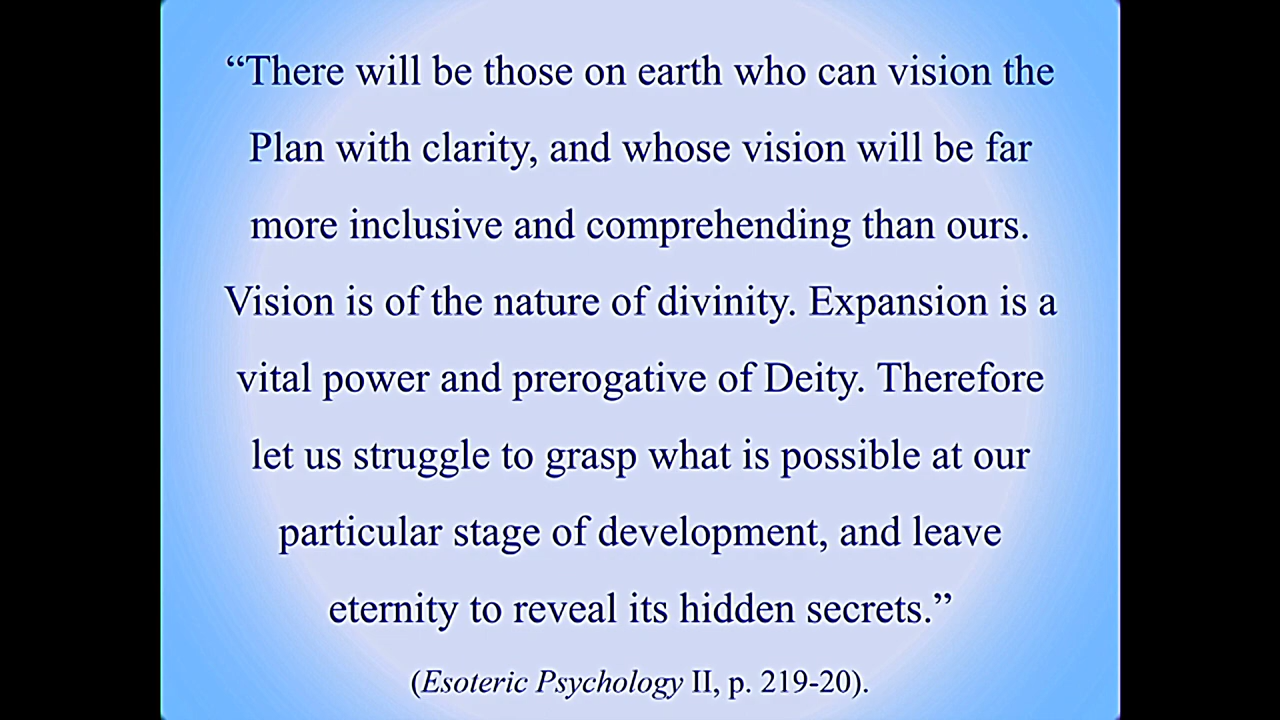 “There will be those on earth who can vision the
Plan with clarity, and whose vision will be far
more inclusive and comprehending than ours.
Vision is of the nature of divinity. Expansion is a
vital power and prerogative of Deity. Therefore
let us struggle to grasp what is possible at our
particular stage of development, and leave
eternity to reveal its hidden secrets.”
(Esoteric Psychology II, p. 219-20).